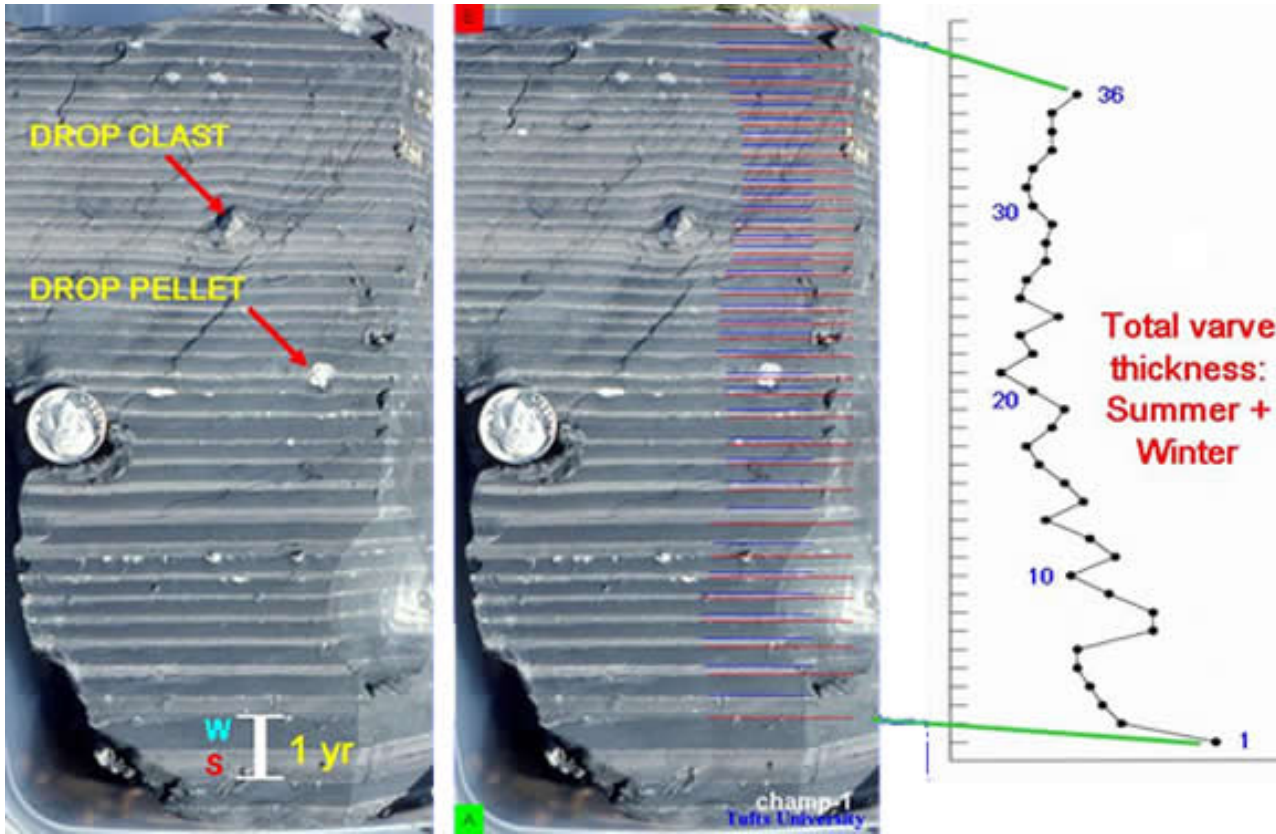 DROP CLAST
DROP PELLET
W
S
1 yr
B
A
champ-1
Tufts University
36
30
20
10
1
Total varve
thickness:
Summer +
Winter